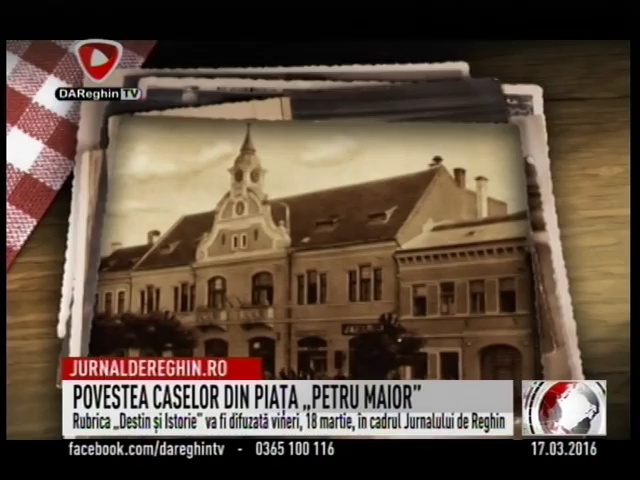 DAReghin TV
JURNALDEREGHIN.RO
POVESTEA CASELOR DIN PIAȚA „PETRU MAIOR”
Rubrica „Destin și Istorie” va fi difuzată vineri, 18 martie, în cadrul Jurnalului de Reghin
facebook.com/dareghintv - 0365 100 116
17.03.2016